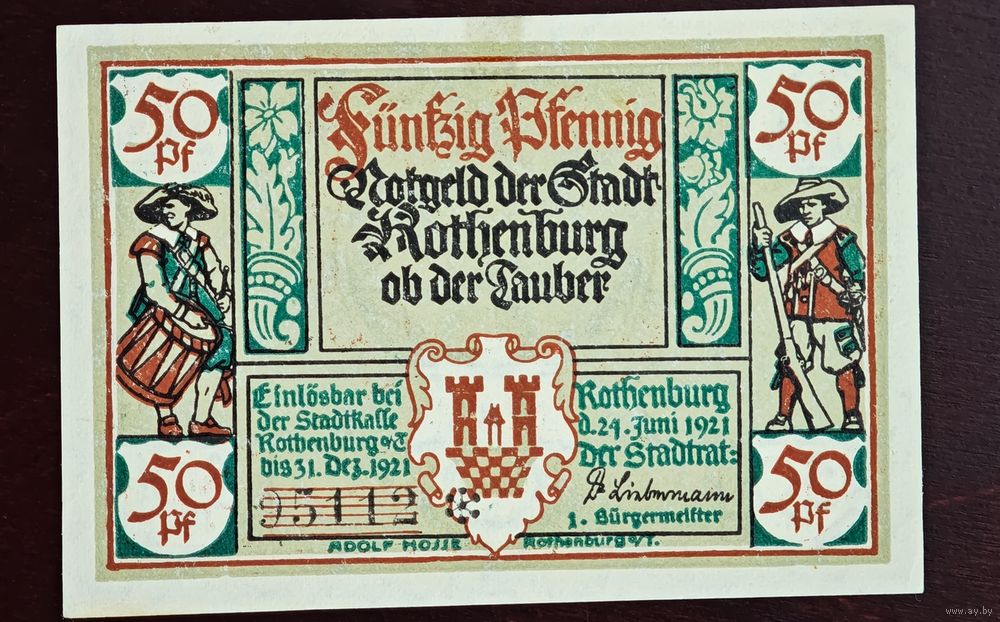 50
Pf
50
Pf
Fünfzig Pfennig
Notgeld der Stadt
Rothenburg
ob der Tauber
Einlösbar bei
der Stadtkasse
Rothenburg o/T
bis 31. Dez. 1921
95112
Rothenburg
d. 24. Juni 1921
Der Stadtrat:
Dr Liebermann
1. Bürgermeister
50
Pf
50
Pf
ADOLF HOSSE Rothenburg o/T.
www.ay.by